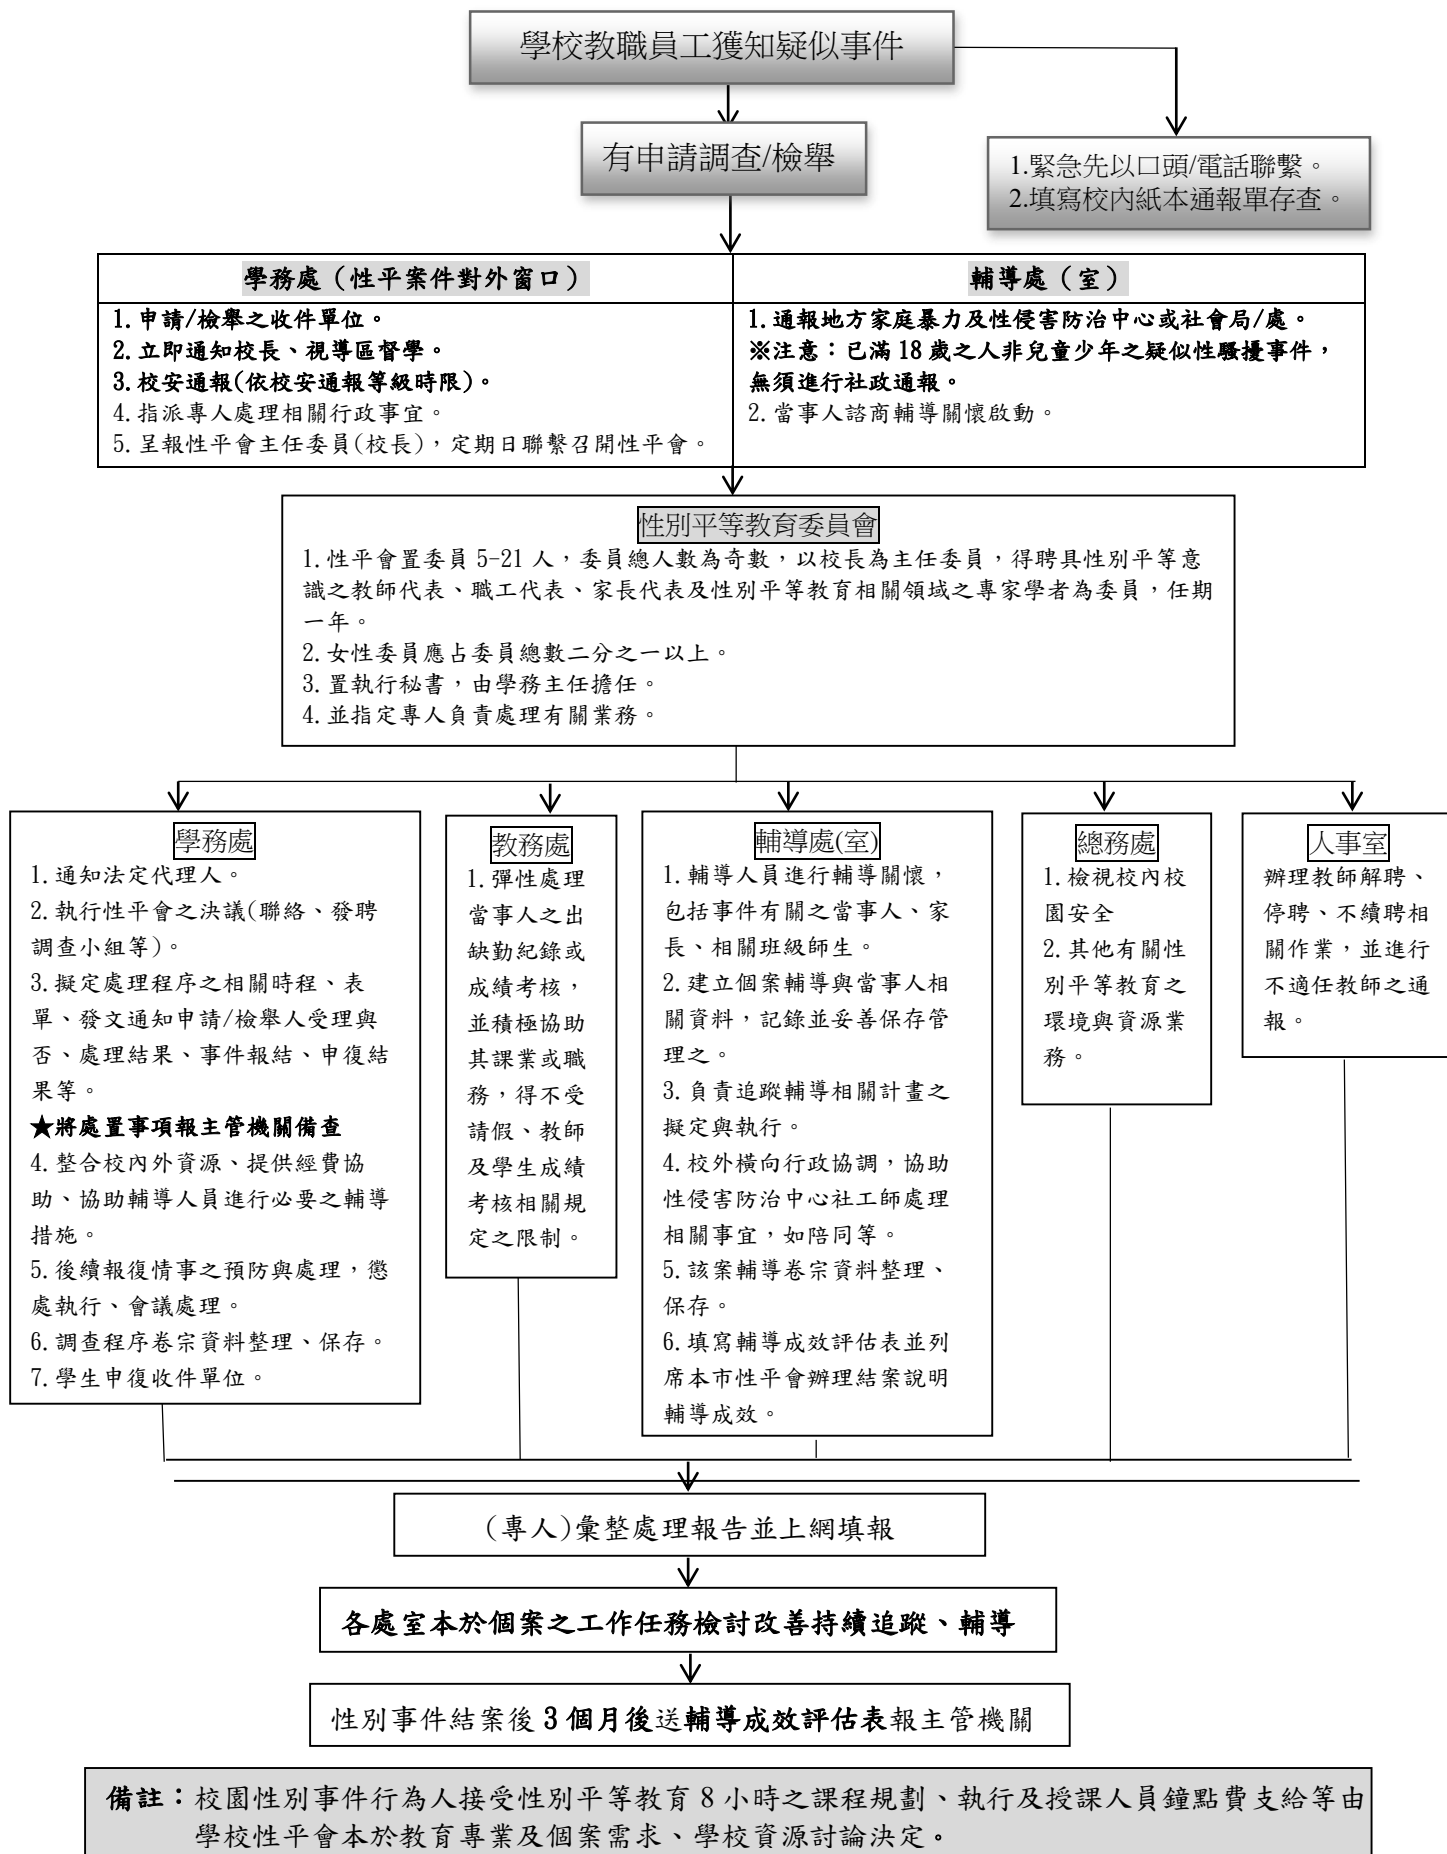 學校教職員工獲知疑似事件
有申請調查/檢舉
1.緊急先以口頭/電話聯繫。
2.填寫校內紙本通報單存查。
學務處（性平案件對外窗口）
1.申請/檢舉之收件單位。
2.立即通知校長、視導區督學。
3.校安通報(依校安通報等級時限)。
4.指派專人處理相關行政事宜。
5.呈報性平會主任委員(校長)，定期日聯繫召開性平會。
輔導處（室）
1.通報地方家庭暴力及性侵害防治中心或社會局/處。
※注意：已滿 18 歲之人非兒童少年之疑似性騷擾事件，
無須進行社政通報。
2.當事人諮商輔導關懷啟動。
性別平等教育委員會
1.性平會置委員 5-21 人，委員總人數為奇數，以校長為主任委員，得聘具性別平等意
識之教師代表、職工代表、家長代表及性別平等教育相關領域之專家學者為委員，任期
一年。
2.女性委員應占委員總數二分之一以上。
3.置執行秘書，由學務主任擔任。
4.並指定專人負責處理有關業務。
學務處
1.通知法定代理人。
2.執行性平會之決議(聯絡、發聘
調查小組等)。
3.擬定處理程序之相關時程、表
單、發文通知申請/檢舉人受理與
否、處理結果、事件報結、申復結
果等。
★將處置事項報主管機關備查
4.整合校內外資源、提供經費協
助、協助輔導人員進行必要之輔導
措施。
5.後續報復情事之預防與處理，懲
處執行、會議處理。
6.調查程序卷宗資料整理、保存。
7.學生申復收件單位。
教務處
1.彈性處理
當事人之出
缺勤紀錄或
成績考核，
並積極協助
其課業或職
務，得不受
請假、教師
及學生成績
考核相關規
定之限制。
輔導處(室)
1.輔導人員進行輔導關懷，
包括事件有關之當事人、家
長、相關班級師生。
2.建立個案輔導與當事人相
關資料，記錄並妥善保存管
理之。
3.負責追蹤輔導相關計畫之
擬定與執行。
4.校外橫向行政協調，協助
性侵害防治中心社工師處理
相關事宜，如陪同等。
5.該案輔導卷宗資料整理、
保存。
6.填寫輔導成效評估表並列
席本市性平會辦理結案說明
輔導成效。
總務處
1.檢視校內校
園安全
2.其他有關性
別平等教育之
環境與資源業
務。
人事室
辦理教師解聘、
停聘、不續聘相
關作業，並進行
不適任教師之通
報。
(專人)彙整處理報告並上網填報
各處室本於個案之工作任務檢討改善持續追蹤、輔導
性別事件結案後 3 個月後送輔導成效評估表報主管機關
備註：校園性別事件行為人接受性別平等教育 8 小時之課程規劃、執行及授課人員鐘點費支給等由
學校性平會本於教育專業及個案需求、學校資源討論決定。